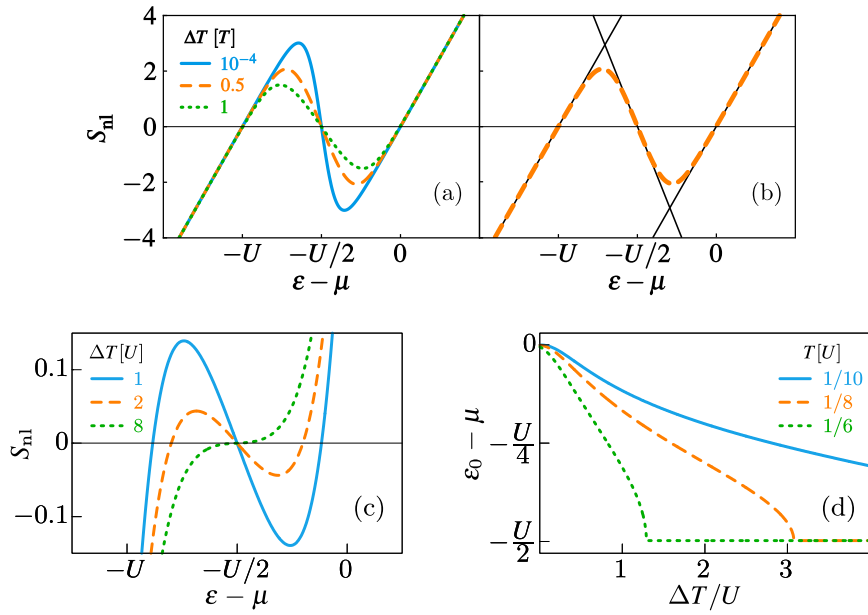 ΔT [T]
10⁻⁴
0.5
1
4
2
0
−2
−4
S_nl
(a)
(b)
−U −U/2 0
ε − μ
−U −U/2 0
ε − μ
ΔT[U]
1
2
8
0.1
0
−0.1
S_nl
(c)
−U −U/2 0
ε − μ
T[U]
1/10
1/8
1/6
0
−U/4
−U/2
ε₀ − μ
(d)
1 2 3
ΔT/U